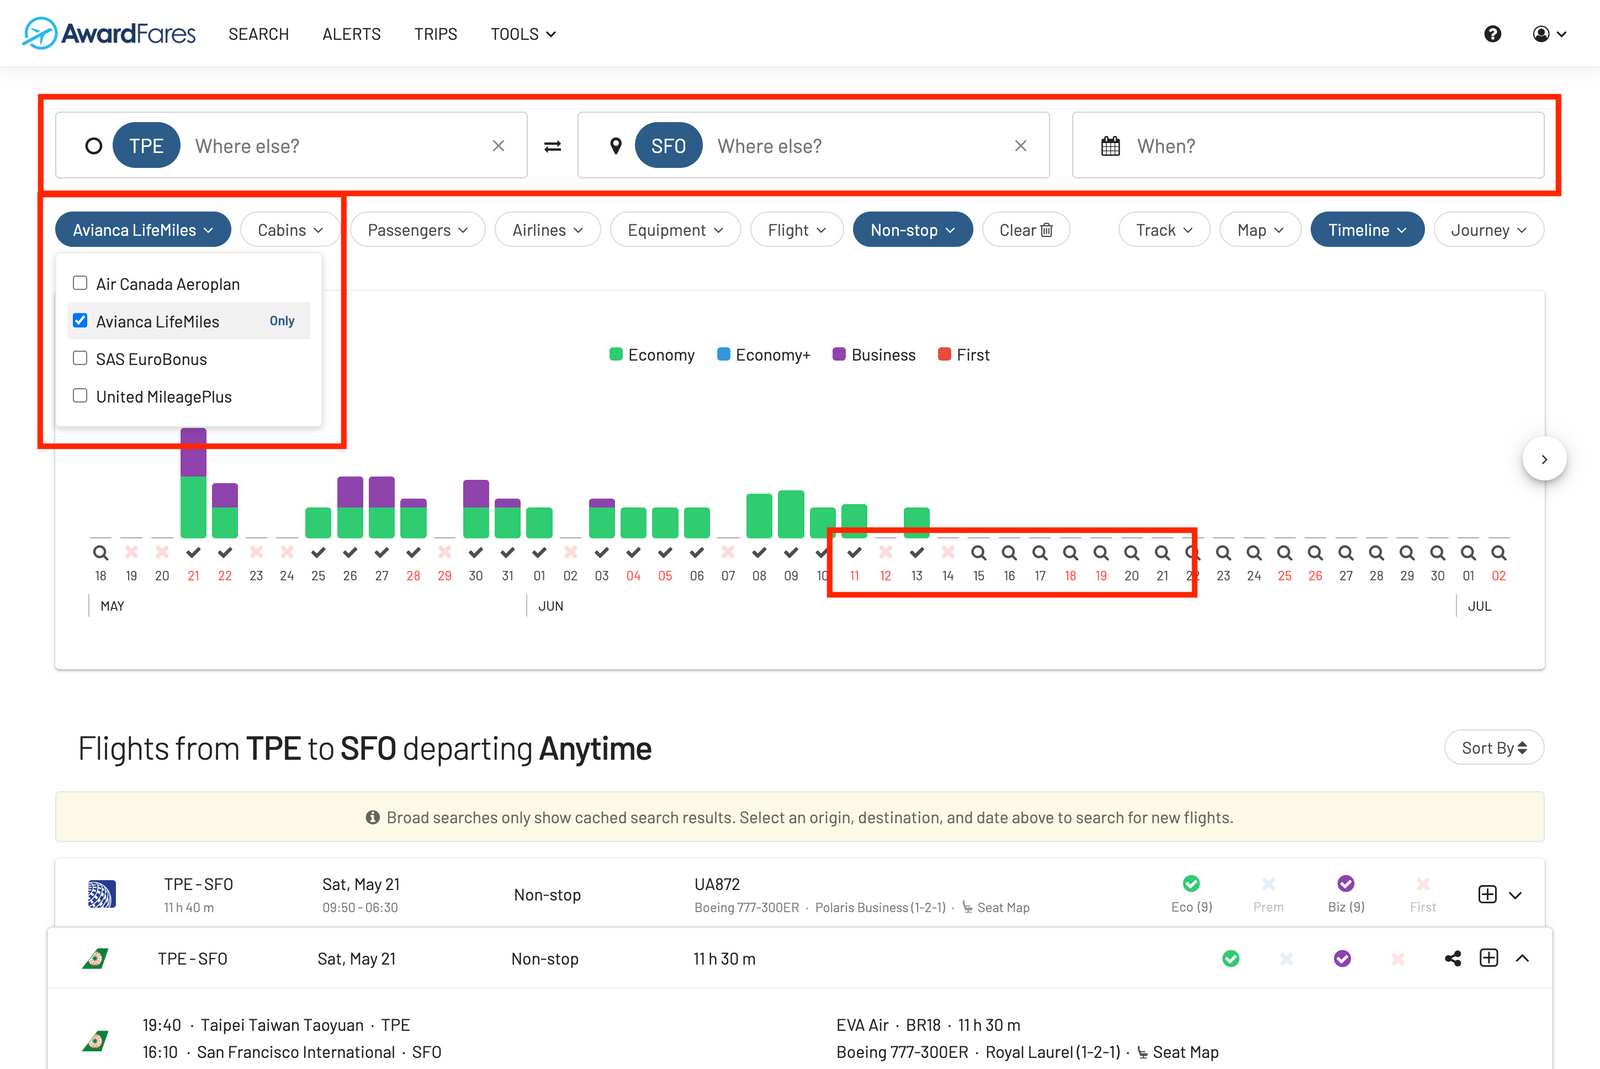 AwardFares SEARCH ALERTS TRIPS TOOLS
TPE Where else? SFO Where else? When?
Avianca LifeMiles Cabins Passengers Airlines Equipment Flight Non-stop Clear Track Map Timeline Journey
Air Canada Aeroplan
Avianca LifeMiles Only
SAS EuroBonus
United MileagePlus
Economy Economy+ Business First
18 19 20 21 22 23 24 25 26 27 28 29 30 31 01 02 03 04 05 06 07 08 09 10 11 12 13 14 15 16 17 18 19 20 21 22 23 24 25 26 27 28 29 30 01 02
MAY JUN JUL
Flights from TPE to SFO departing Anytime Sort By
Broad searches only show cached search results. Select an origin, destination, and date above to search for new flights.
TPE - SFO Sat, May 21 Non-stop UA872
11 h 40 m 09:50 - 06:30 Boeing 777-300ER · Polaris Business (1-2-1) · Seat Map Eco (9) Prem Biz (9) First
TPE - SFO Sat, May 21 Non-stop 11 h 30 m
19:40 · Taipei Taiwan Taoyuan · TPE EVA Air · BR18 · 11 h 30 m
16:10 · San Francisco International · SFO Boeing 777-300ER · Royal Laurel (1-2-1) · Seat Map